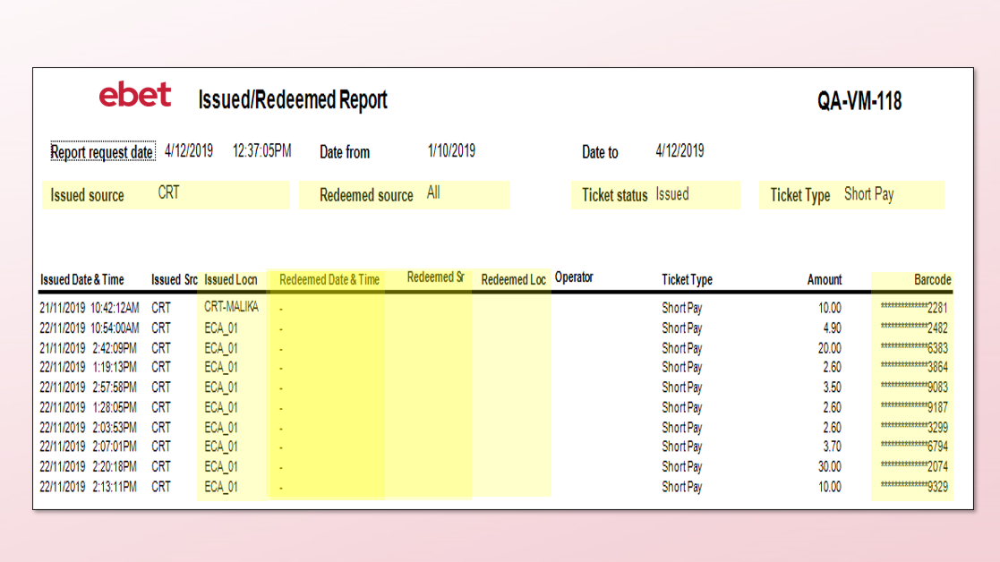 ebet Issued/Redeemed Report QA-VM-118
Report request date 4/12/2019 12:37:05PM Date from 1/10/2019 Date to 4/12/2019
Issued source CRT Redeemed source All Ticket status Issued Ticket Type Short Pay
Issued Date & Time Issued Src Issued Locn Redeemed Date & Time Redeemed Sr Redeemed Loc Operator Ticket Type Amount Barcode
21/11/2019 10:42:12AM CRT CRT-MALIKA - Short Pay 10.00 **************2281
22/11/2019 10:54:00AM CRT ECA_01 - Short Pay 4.90 **************2482
21/11/2019 2:42:09PM CRT ECA_01 - Short Pay 20.00 **************6383
22/11/2019 1:19:13PM CRT ECA_01 - Short Pay 2.60 **************3864
22/11/2019 2:57:58PM CRT ECA_01 - Short Pay 3.50 **************9083
22/11/2019 1:28:05PM CRT ECA_01 - Short Pay 2.60 **************9187
22/11/2019 2:03:53PM CRT ECA_01 - Short Pay 2.60 **************3299
22/11/2019 2:07:01PM CRT ECA_01 - Short Pay 3.70 **************6794
22/11/2019 2:20:18PM CRT ECA_01 - Short Pay 30.00 **************2074
22/11/2019 2:13:11PM CRT ECA_01 - Short Pay 10.00 **************9329